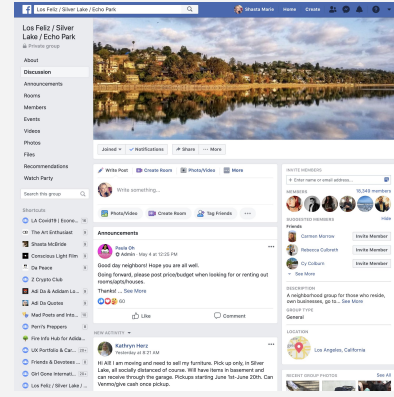 Los Feliz / Silver Lake / Echo Park
Shasta Marie Home Create
Los Feliz / Silver
Lake / Echo Park
Private group
About
Discussion
Announcements
Rooms
Members
Events
Videos
Photos
Files
Recommendations
Watch Party
Search this group
Shortcuts
LA Covid19 | Econo...
The Art Enthusiast
Shasta McBride
Conscious Light Film
Da Peace
Z Crypto Club
Adi Da & Adidam Lo...
Adi Da Quotes
Mad Poets and Into...
Perri's Preppers
Fire Info Hub for Adida...
UX Portfolio & Car... 20+
Friends & Devotees ...
Girl Gone Internati... 20+
Los Feliz / Silver Lake / ...
Joined Notifications Share ... More
Write Post Create Room Photo/Video More
Write something...
Photo/Video Create Room Tag Friends ...
Announcements
Paula Oh
Admin · May 4 at 12:25 PM
Good day neighbors! Hope you are all well.
Going forward, please post price/budget when looking for or renting out
rooms/apts/houses.
Thanks! ... See More
60
Like Comment
NEW ACTIVITY
Kathryn Herz
Yesterday at 8:31 AM
Hi All! I am moving and need to sell my furniture. Pick up only, in Silver
Lake, all socially distanced of course. Will have items in basement and
can receive through the garage. Pickups starting June 1st-June 20th, Can
Venmo/give cash once pickup.
INVITE MEMBERS
+ Enter name or email address...
MEMBERS 18,349 members
SUGGESTED MEMBERS Hide
Friends
Carmen Morrow Invite Member
Rebecca Culbreth Invite Member
Cy Colburn Invite Member
See More
DESCRIPTION
A neighborhood group for those who reside,
own businesses, go to... See More
GROUP TYPE
General
LOCATION
Los Angeles, California
RECENT GROUP PHOTOS See All